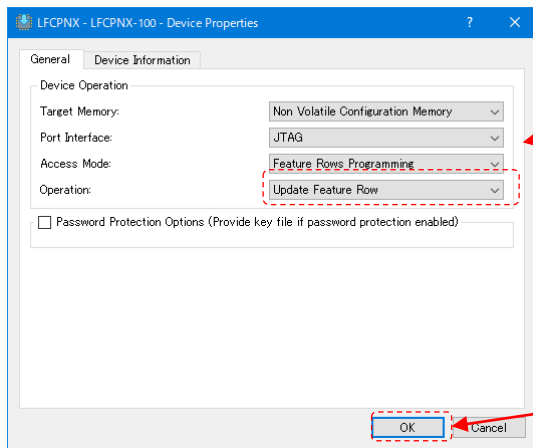 LFCPNX - LFCPNX-100 - Device Properties ? ×
General Device Information
Device Operation
Target Memory: Non Volatile Configuration Memory
Port Interface: JTAG
Access Mode: Feature Rows Programming
Operation: Update Feature Row
Password Protection Options (Provide key file if password protection enabled)
OK Cancel